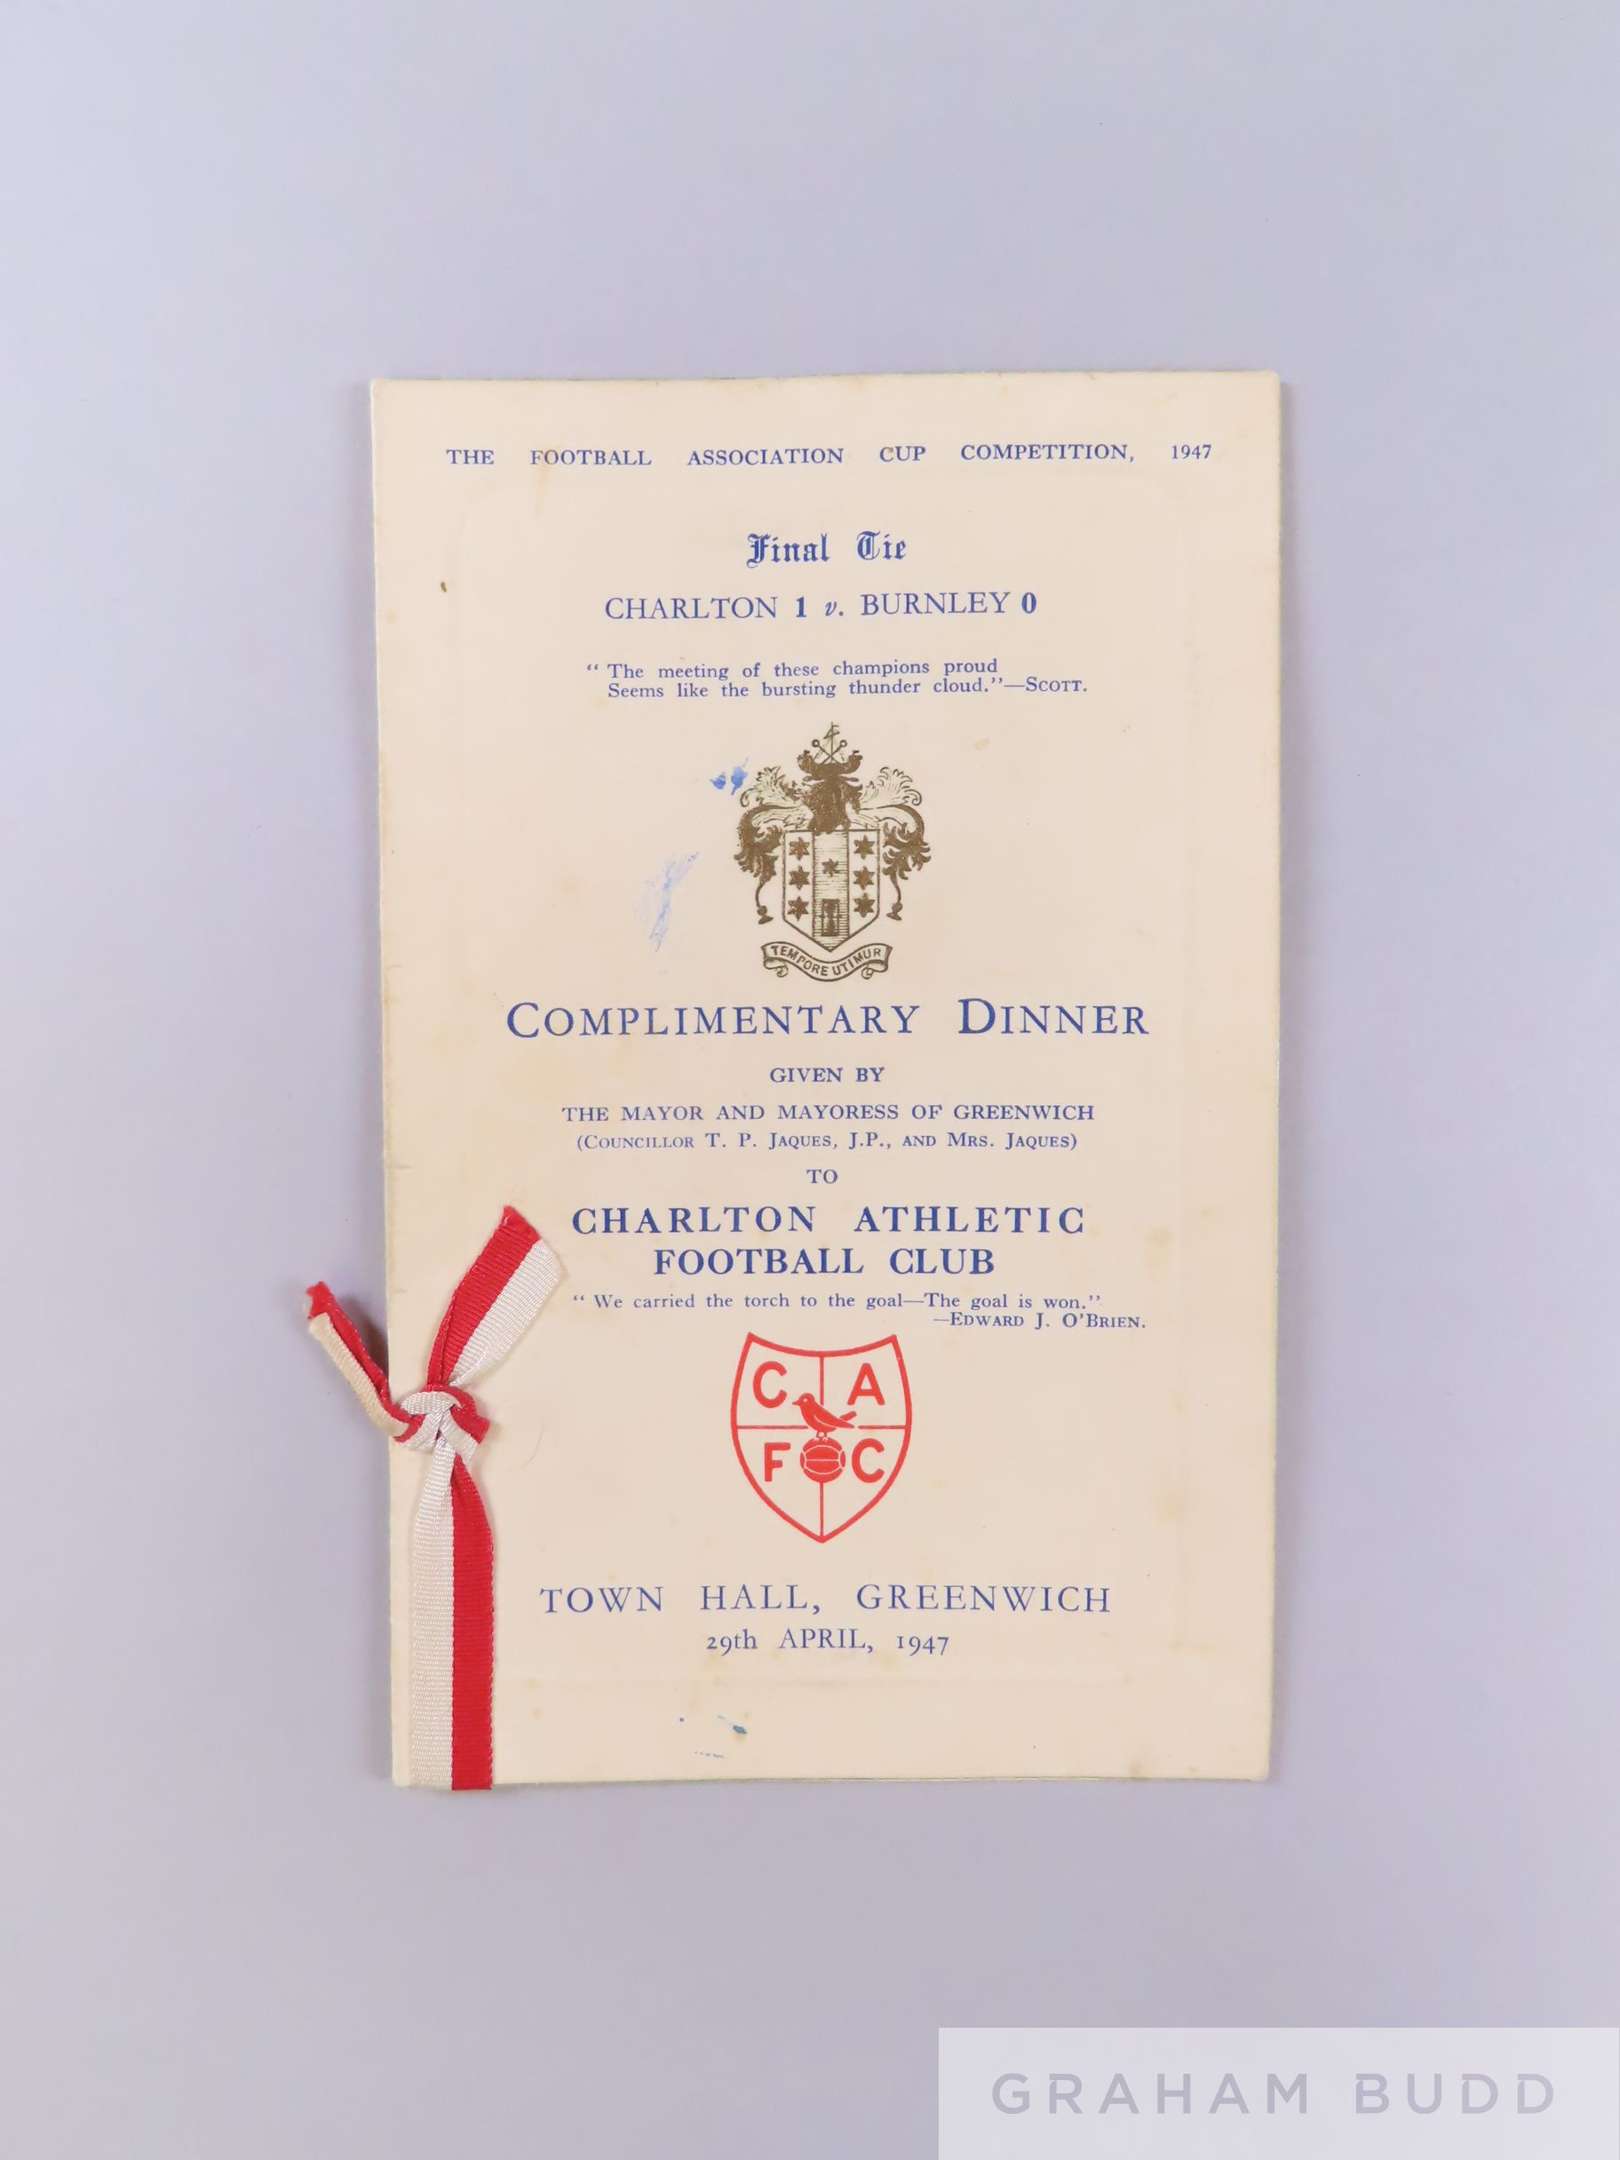 THE FOOTBALL ASSOCIATION CUP COMPETITION, 1947
Final Tie
CHARLTON 1 v. BURNLEY 0
“ The meeting of these champions proud
Seems like the bursting thunder cloud.”—SCOTT.
TEMPORE UTIMUR
COMPLIMENTARY DINNER
GIVEN BY
THE MAYOR AND MAYORESS OF GREENWICH
(COUNCILLOR T. P. JAQUES, J.P., AND MRS. JAQUES)
TO
CHARLTON ATHLETIC
FOOTBALL CLUB
“ We carried the torch to the goal—The goal is won.”
—EDWARD J. O’BRIEN.
C A
F C
TOWN HALL, GREENWICH
29th APRIL, 1947
GRAHAM BUDD